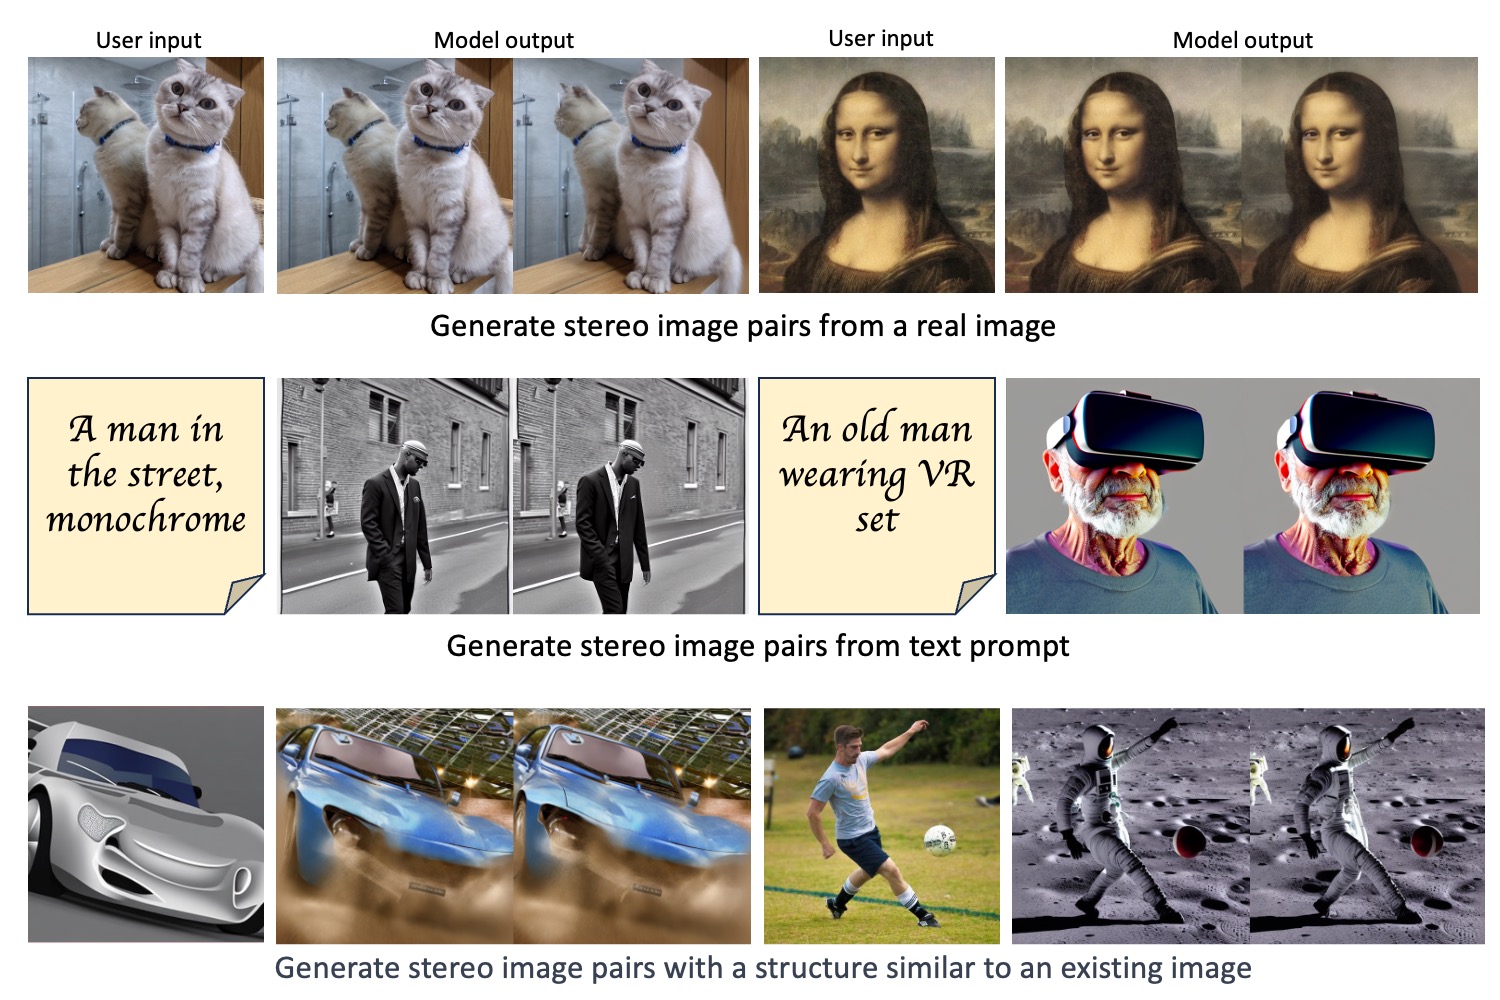 User input
Model output
User input
Model output
Generate stereo image pairs from a real image
A man in
the street,
monochrome
An old man
wearing VR
set
Generate stereo image pairs from text prompt
Generate stereo image pairs with a structure similar to an existing image